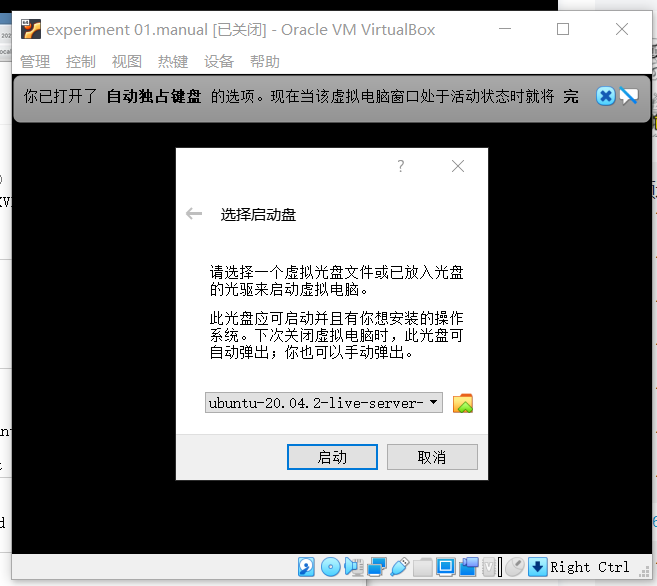 experiment 01.manual [已关闭] - Oracle VM VirtualBox
管理 控制 视图 热键 设备 帮助
你已打开了 自动独占键盘 的选项。现在当该虚拟电脑窗口处于活动状态时就将 完
?
选择启动盘
请选择一个虚拟光盘文件或已放入光盘
的光驱来启动虚拟电脑。
此光盘应可启动并且有你想安装的操作
系统。下次关闭虚拟电脑时，此光盘可
自动弹出；你也可以手动弹出。
ubuntu-20.04.2-live-server-
启动 取消
Right Ctrl